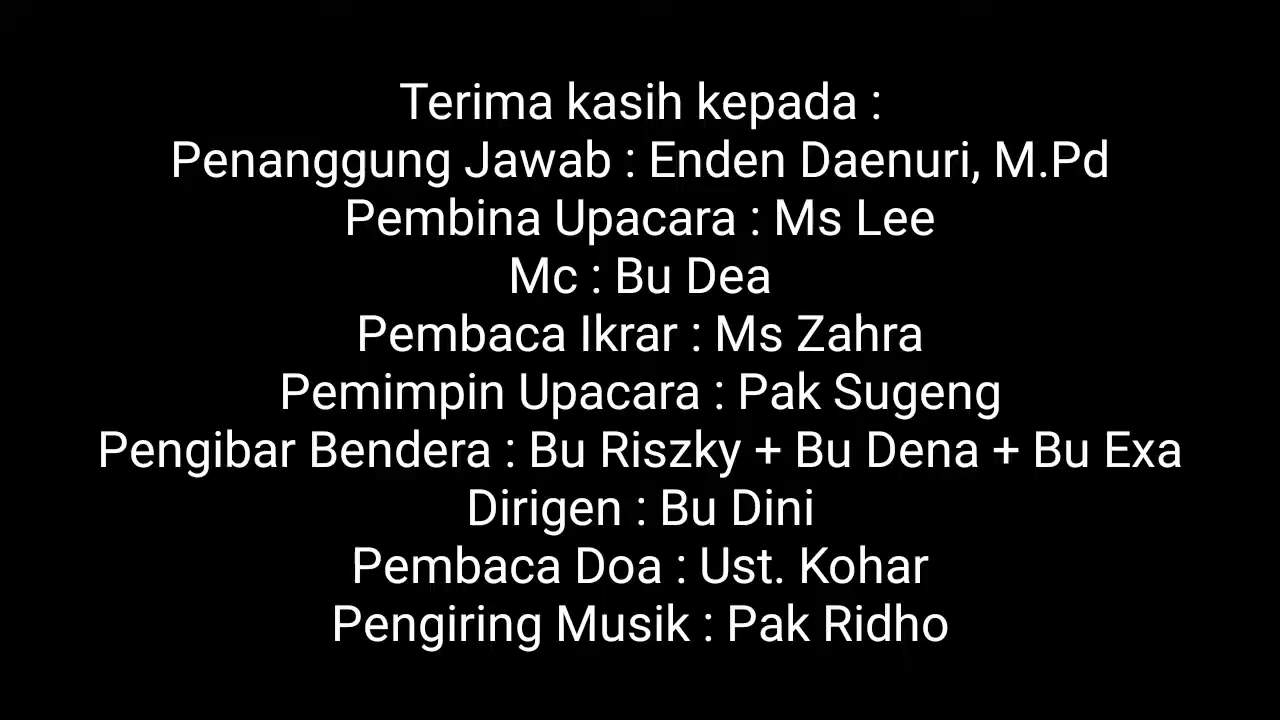 Terima kasih kepada :
Penanggung Jawab : Enden Daenuri, M.Pd
Pembina Upacara : Ms Lee
Mc : Bu Dea
Pembaca Ikrar : Ms Zahra
Pemimpin Upacara : Pak Sugeng
Pengibar Bendera : Bu Riszky + Bu Dena + Bu Exa
Dirigen : Bu Dini
Pembaca Doa : Ust. Kohar
Pengiring Musik : Pak Ridho